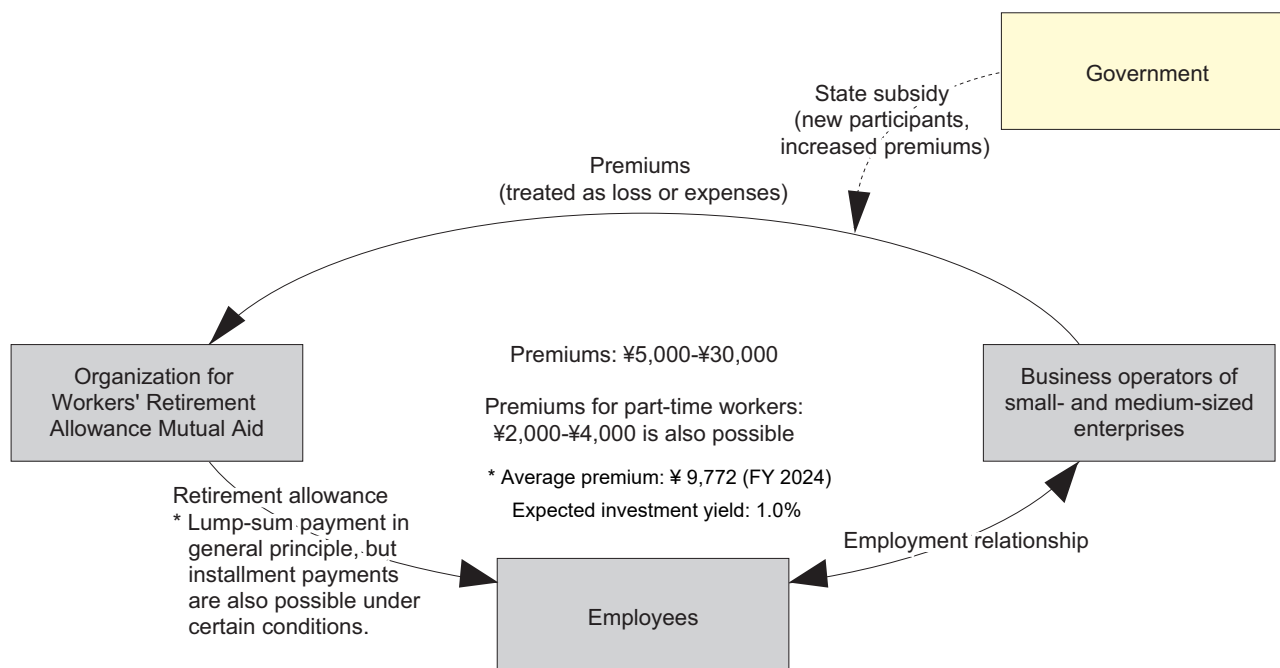 Government
State subsidy
(new participants,
increased premiums)
Premiums
(treated as loss or expenses)
Organization for
Workers' Retirement
Allowance Mutual Aid
Premiums: ¥5,000-¥30,000
Premiums for part-time workers:
¥2,000-¥4,000 is also possible
* Average premium: ¥ 9,772 (FY 2024)
Expected investment yield: 1.0%
Business operators of
small- and medium-sized
enterprises
Retirement allowance
* Lump-sum payment in
general principle, but
installment payments
are also possible under
certain conditions.
Employment relationship
Employees